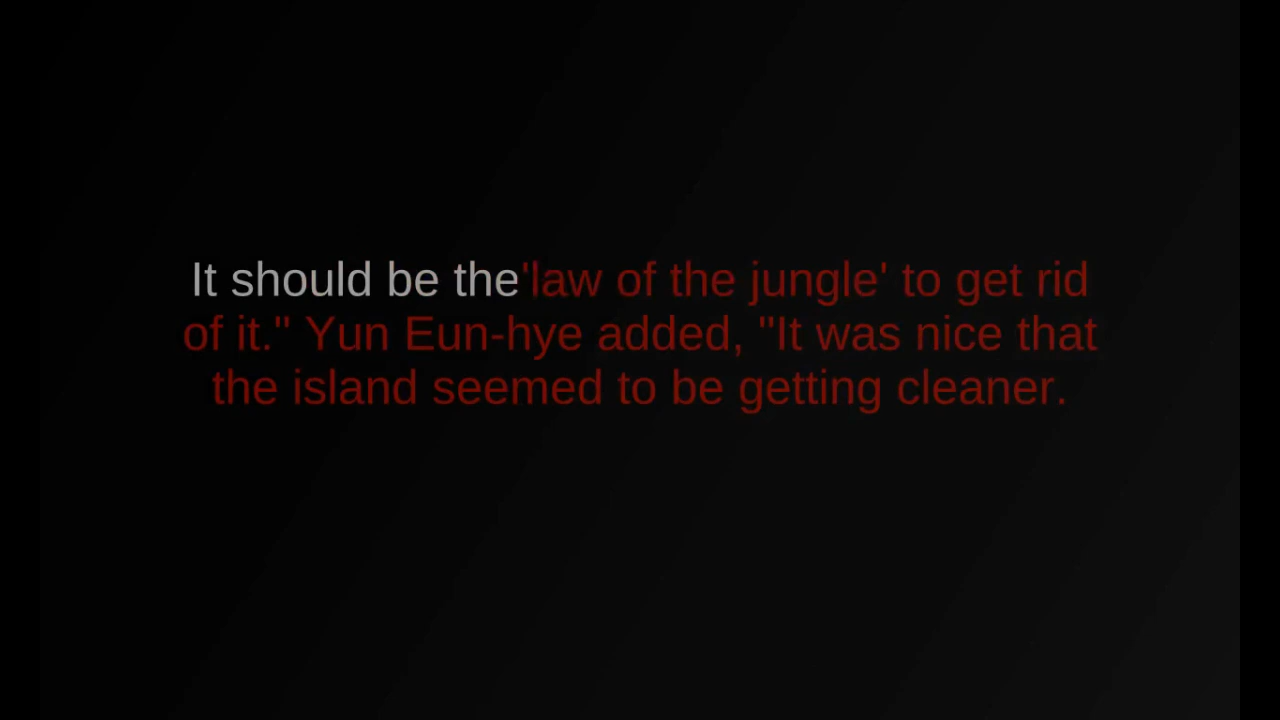 It should be the'law of the jungle' to get rid
of it." Yun Eun-hye added, "It was nice that
the island seemed to be getting cleaner.